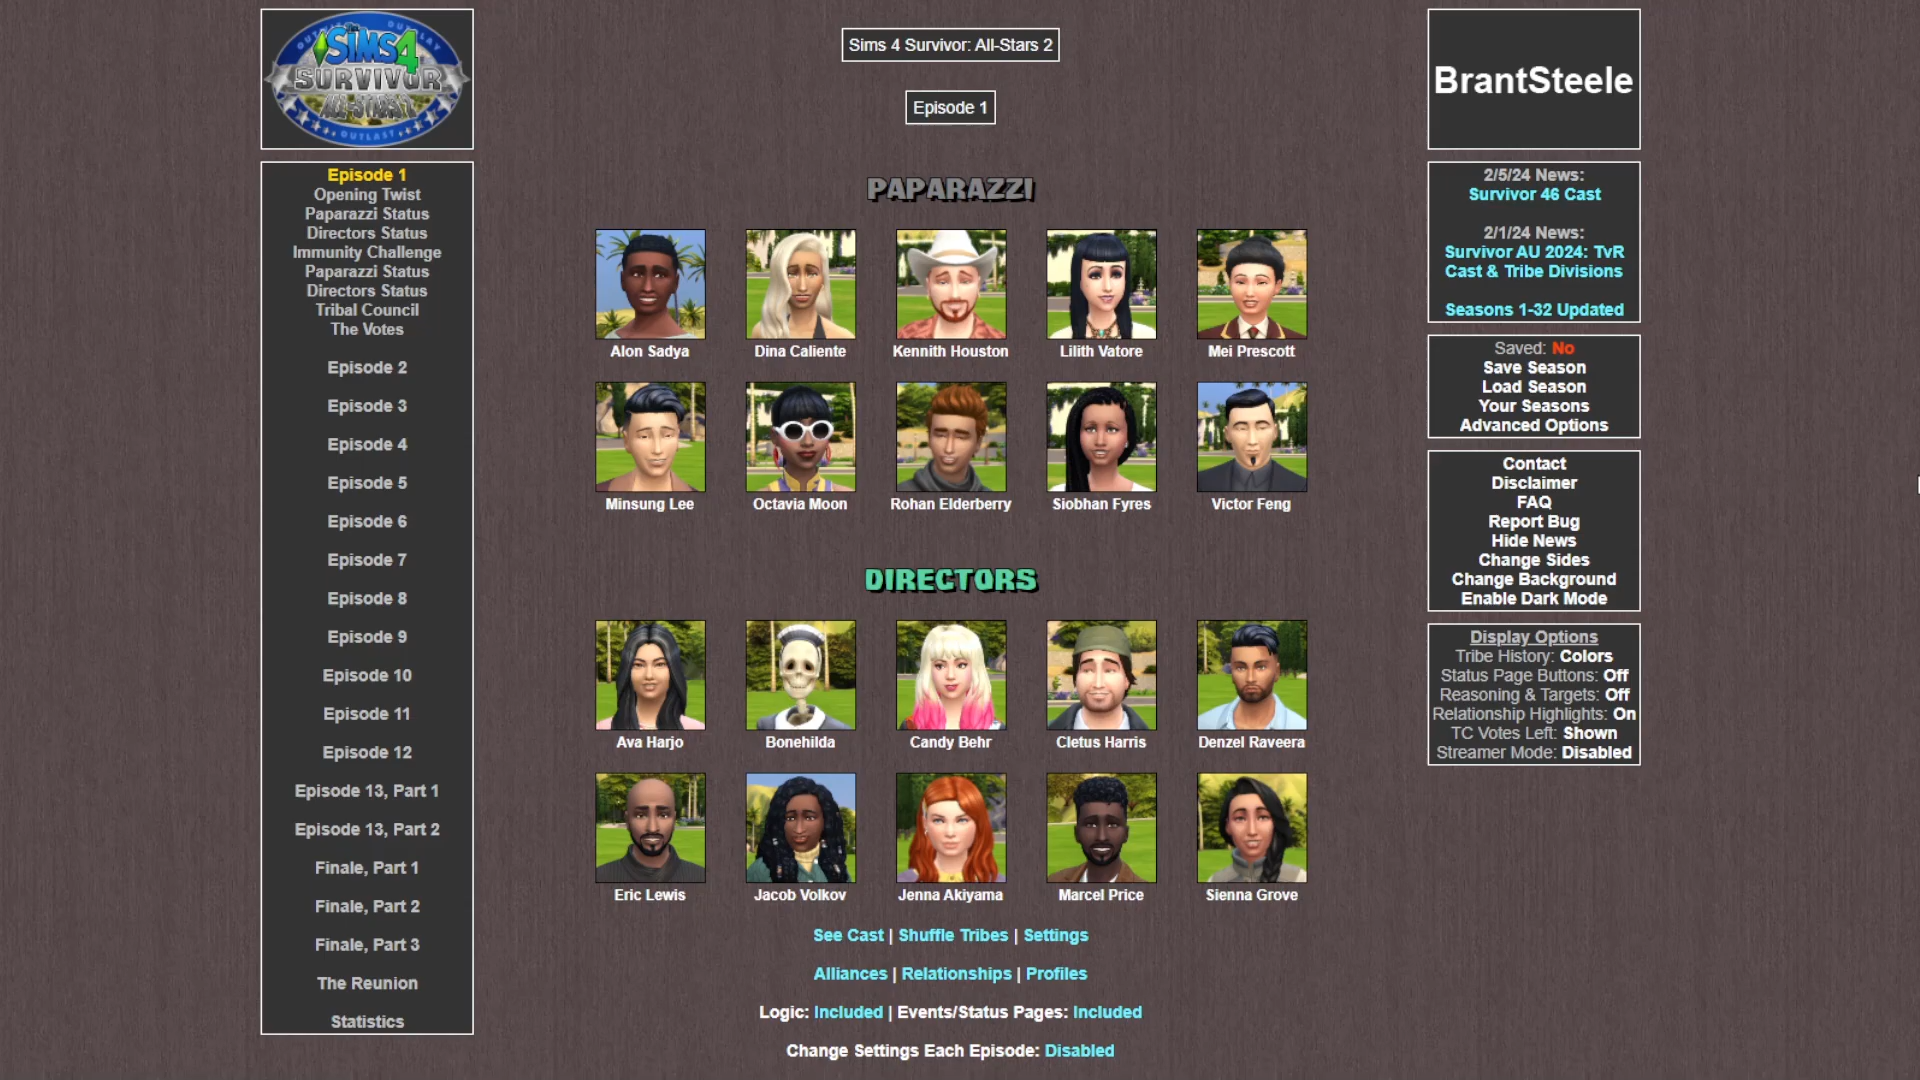 OUTWIT OUTPLAY
The SIMS 4
SURVIVOR
ALL-STARS 2
OUTLAST
Episode 1
Opening Twist
Paparazzi Status
Directors Status
Immunity Challenge
Paparazzi Status
Directors Status
Tribal Council
The Votes
Episode 2
Episode 3
Episode 4
Episode 5
Episode 6
Episode 7
Episode 8
Episode 9
Episode 10
Episode 11
Episode 12
Episode 13, Part 1
Episode 13, Part 2
Finale, Part 1
Finale, Part 2
Finale, Part 3
The Reunion
Statistics
Sims 4 Survivor: All-Stars 2
Episode 1
PAPARAZZI
Alon Sadya Dina Caliente Kennith Houston Lilith Vatore Mei Prescott
Minsung Lee Octavia Moon Rohan Elderberry Siobhan Fyres Victor Feng
DIRECTORS
Ava Harjo Bonehilda Candy Behr Cletus Harris Denzel Raveera
Eric Lewis Jacob Volkov Jenna Akiyama Marcel Price Sienna Grove
See Cast | Shuffle Tribes | Settings
Alliances | Relationships | Profiles
Logic: Included | Events/Status Pages: Included
Change Settings Each Episode: Disabled
BrantSteele
2/5/24 News:
Survivor 46 Cast
2/1/24 News:
Survivor AU 2024: TvR
Cast & Tribe Divisions
Seasons 1-32 Updated
Saved: No
Save Season
Load Season
Your Seasons
Advanced Options
Contact
Disclaimer
FAQ
Report Bug
Hide News
Change Sides
Change Background
Enable Dark Mode
Display Options
Tribe History: Colors
Status Page Buttons: Off
Reasoning & Targets: Off
Relationship Highlights: On
TC Votes Left: Shown
Streamer Mode: Disabled